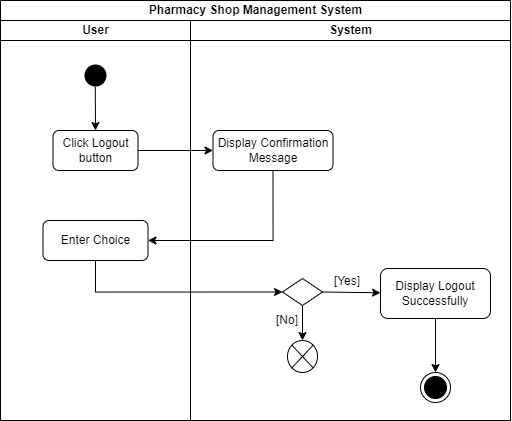 Pharmacy Shop Management System
User
System
Click Logout
button
Display Confirmation
Message
Enter Choice
[Yes]
Display Logout
Successfully
[No]